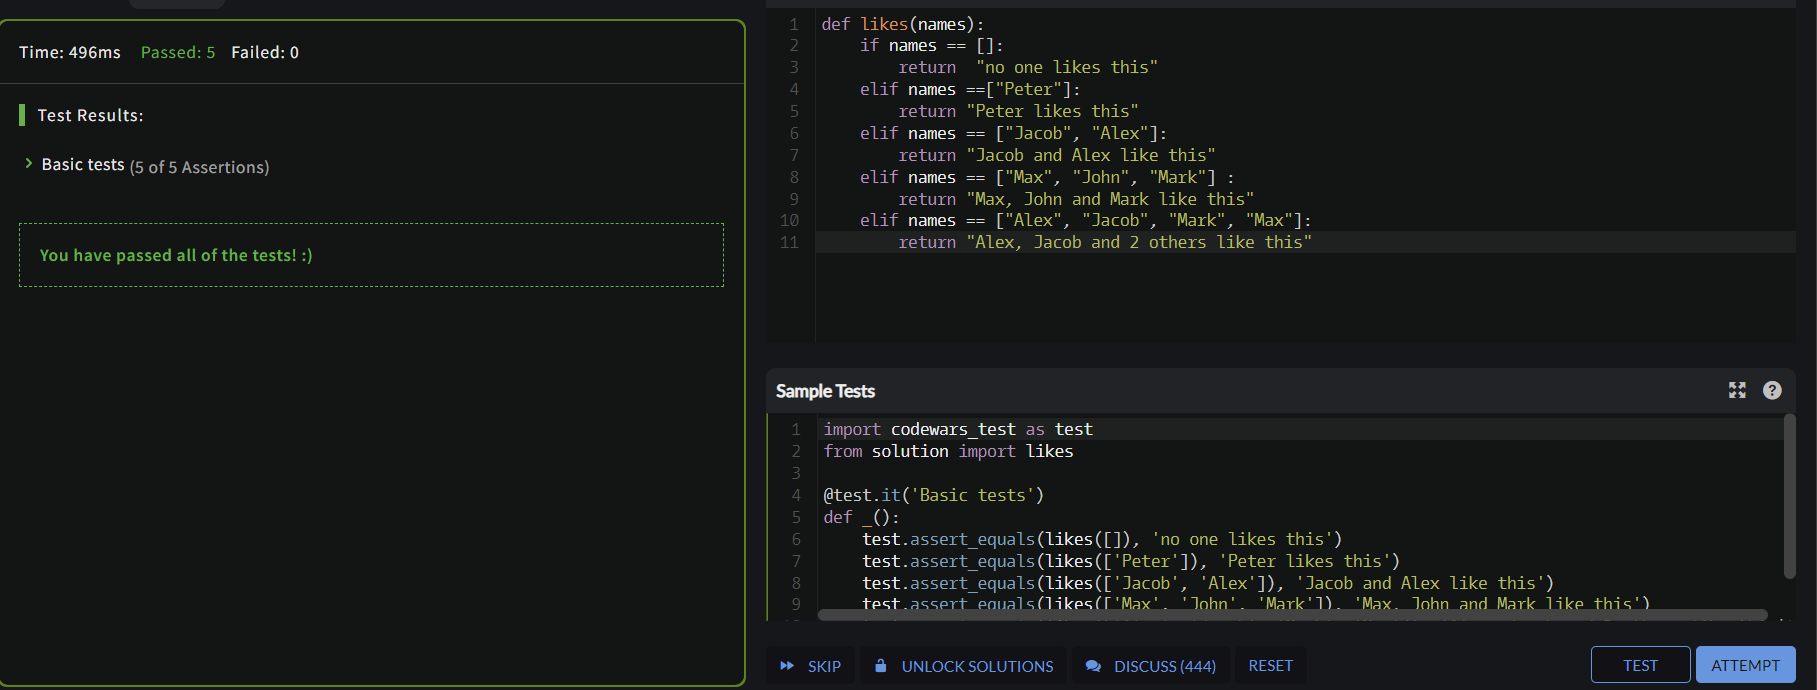 Time: 496ms Passed: 5 Failed: 0
Test Results:
Basic tests (5 of 5 Assertions)
You have passed all of the tests! :)
1 def likes(names):
2     if names == []:
3         return  "no one likes this"
4     elif names ==["Peter"]:
5         return "Peter likes this"
6     elif names == ["Jacob", "Alex"]:
7         return "Jacob and Alex like this"
8     elif names == ["Max", "John", "Mark"] :
9         return "Max, John and Mark like this"
10     elif names == ["Alex", "Jacob", "Mark", "Max"]:
11         return "Alex, Jacob and 2 others like this"
Sample Tests
1 import codewars_test as test
2 from solution import likes
3
4 @test.it('Basic tests')
5 def _():
6     test.assert_equals(likes([]), 'no one likes this')
7     test.assert_equals(likes(['Peter']), 'Peter likes this')
8     test.assert_equals(likes(['Jacob', 'Alex']), 'Jacob and Alex like this')
9     test.assert_equals(likes(['Max', 'John', 'Mark']), 'Max, John and Mark like this')
SKIP UNLOCK SOLUTIONS DISCUSS (444) RESET TEST ATTEMPT